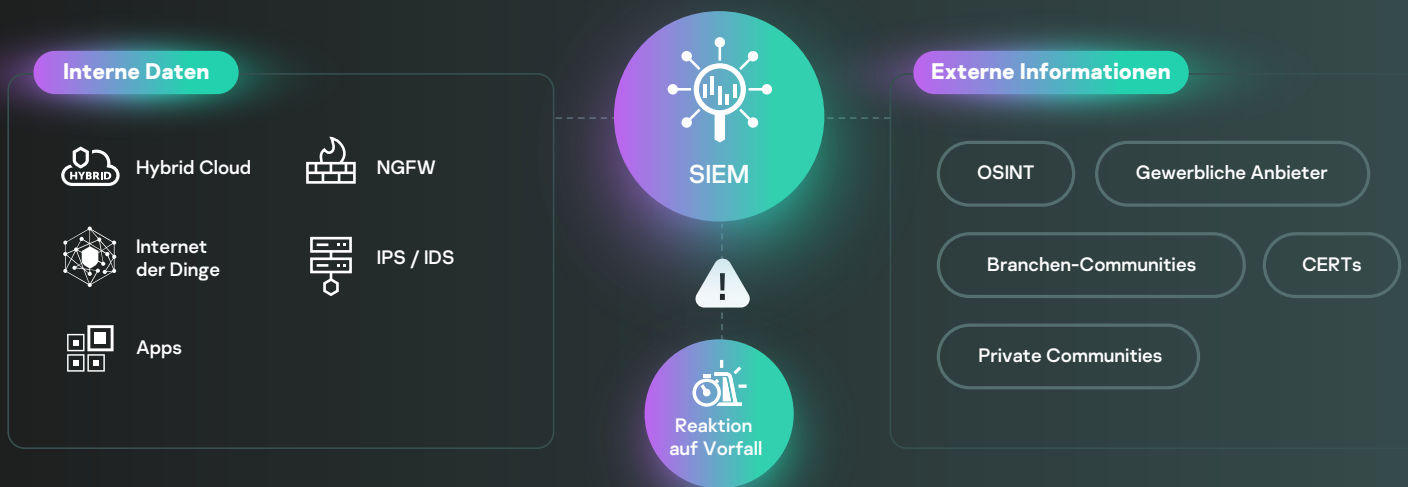 Interne Daten
HYBRID
Hybrid Cloud
NGFW
Internet
der Dinge
IPS / IDS
Apps
SIEM
!
Reaktion
auf Vorfall
Externe Informationen
OSINT
Gewerbliche Anbieter
Branchen-Communities
CERTs
Private Communities